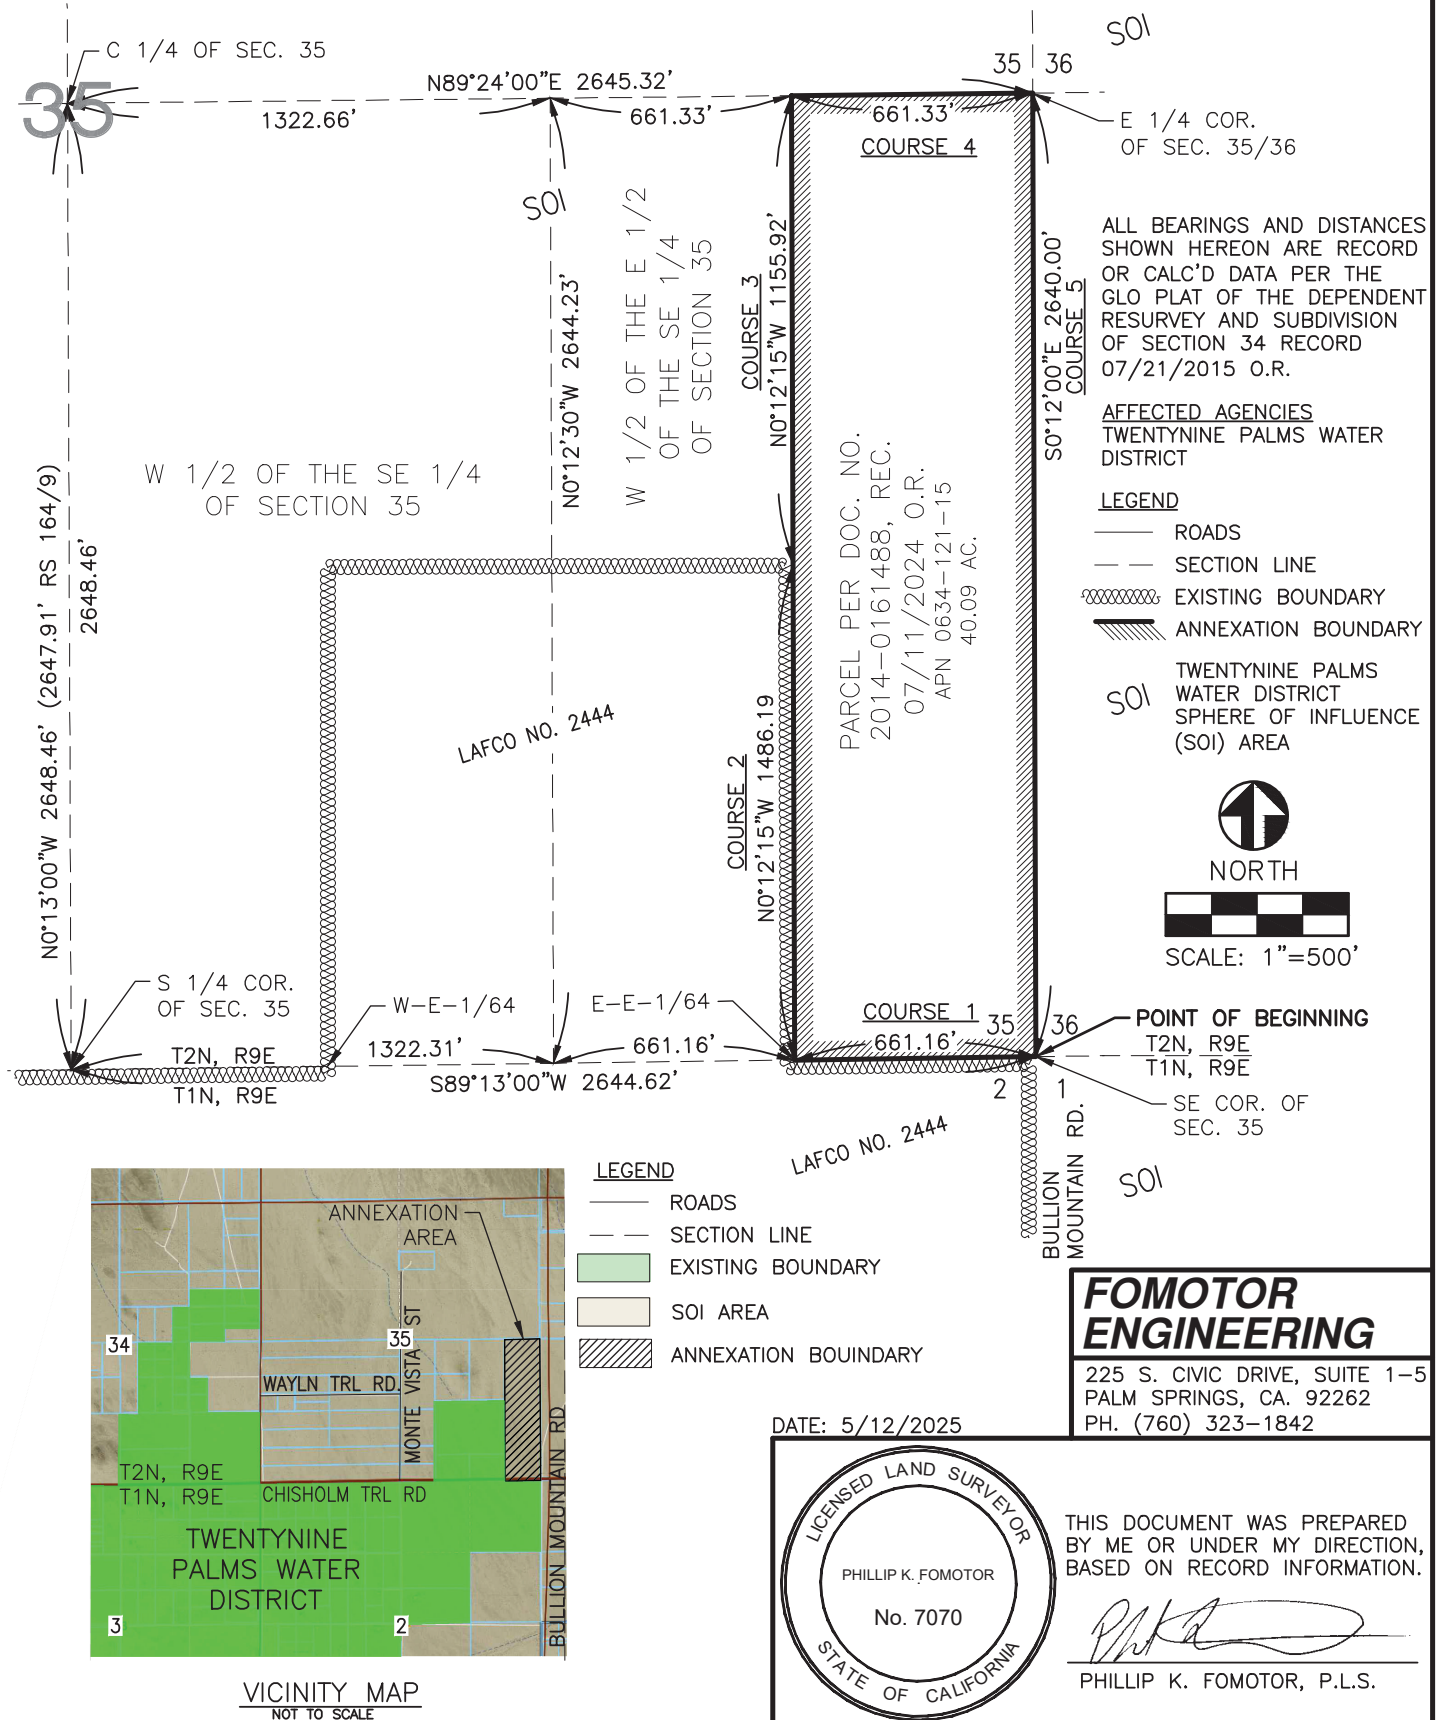 SOI
C 1/4 OF SEC. 35
35
N89°24'00"E 2645.32'
1322.66'
661.33'
661.33'
COURSE 4
35 36
E 1/4 COR.
OF SEC. 35/36
SOI
W 1/2 OF THE E 1/2
OF THE SE 1/4
OF SECTION 35
N0°12'30"W 2644.23'
COURSE 3
N0°12'15"W 1155.92'
S0°12'00"E 2640.00'
COURSE 5
ALL BEARINGS AND DISTANCES
SHOWN HEREON ARE RECORD
OR CALC'D DATA PER THE
GLO PLAT OF THE DEPENDENT
RESURVEY AND SUBDIVISION
OF SECTION 34 RECORD
07/21/2015 O.R.
AFFECTED AGENCIES
TWENTYNINE PALMS WATER
DISTRICT
LEGEND
ROADS
SECTION LINE
EXISTING BOUNDARY
ANNEXATION BOUNDARY
SOI
TWENTYNINE PALMS
WATER DISTRICT
SPHERE OF INFLUENCE
(SOI) AREA
NORTH
SCALE: 1"=500'
W 1/2 OF THE SE 1/4
OF SECTION 35
N0°13'00"W 2648.46' (2647.91' RS 164/9)
2648.46'
PARCEL PER DOC. NO.
2014-0161488, REC.
07/11/2024 O.R.
APN 0634-121-15
40.09 AC.
LAFCO NO. 2444
COURSE 2
N0°12'15"W 1486.19
S 1/4 COR.
OF SEC. 35
W-E-1/64
E-E-1/64
COURSE 1
35 36
661.16'
T2N, R9E
T1N, R9E
1322.31'
661.16'
S89°13'00"W 2644.62'
POINT OF BEGINNING
T2N, R9E
T1N, R9E
2 1
SE COR. OF
SEC. 35
BULLION
MOUNTAIN RD.
LAFCO NO. 2444
SOI
ANNEXATION
AREA
34
35
WAYLN TRL RD.
MONTE VISTA ST
T2N, R9E
T1N, R9E
CHISHOLM TRL RD
BULLION MOUNTAIN RD
TWENTYNINE
PALMS WATER
DISTRICT
3
2
VICINITY MAP
NOT TO SCALE
LEGEND
ROADS
SECTION LINE
EXISTING BOUNDARY
SOI AREA
ANNEXATION BOUINDARY
FOMOTOR
ENGINEERING
225 S. CIVIC DRIVE, SUITE 1-5
PALM SPRINGS, CA. 92262
PH. (760) 323-1842
DATE: 5/12/2025
LICENSED LAND SURVEYOR
PHILLIP K. FOMOTOR
No. 7070
STATE OF CALIFORNIA
THIS DOCUMENT WAS PREPARED
BY ME OR UNDER MY DIRECTION,
BASED ON RECORD INFORMATION.
PHILLIP K. FOMOTOR, P.L.S.